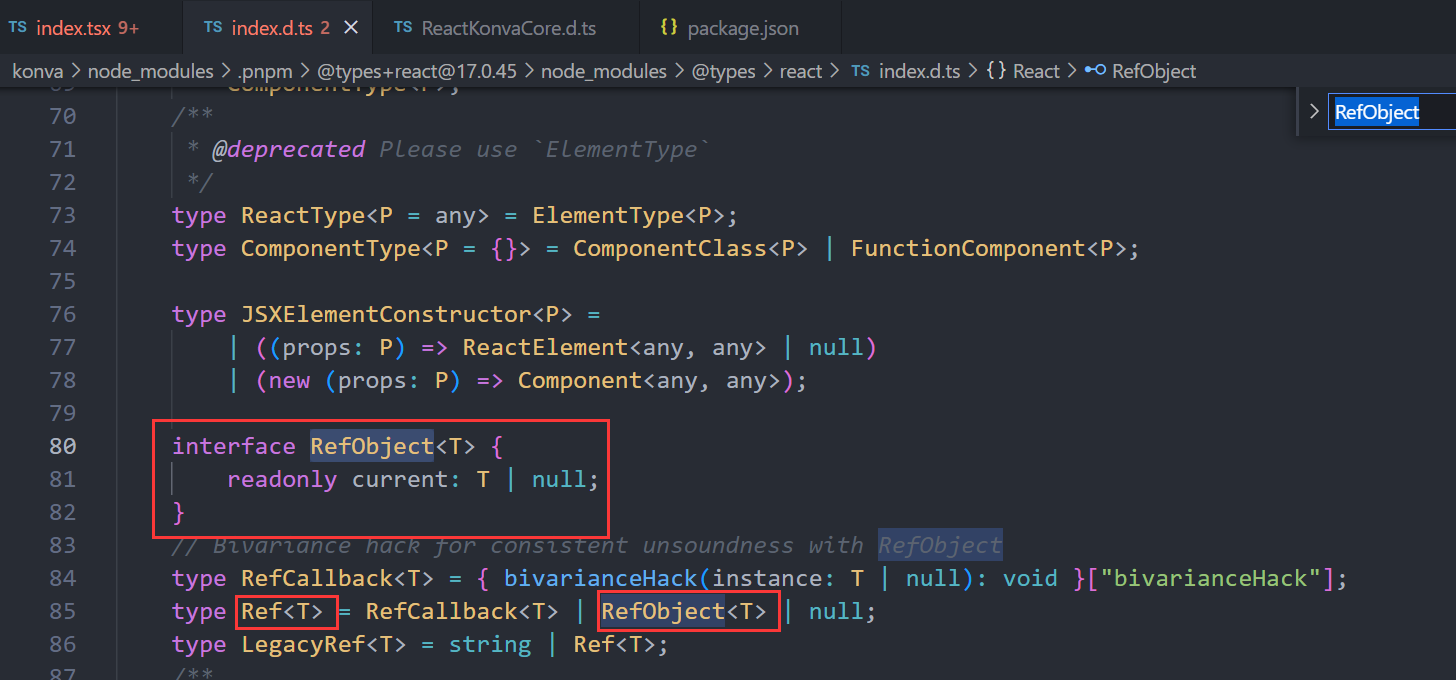 TS index.tsx 9+ TS index.d.ts 2 × TS ReactKonvaCore.d.ts {} package.json
konva > node_modules > .pnpm > @types+react@17.0.45 > node_modules > @types > react > TS index.d.ts > {} React > RefObject
69 ComponentType<P>;
> RefObject
70 /**
71 * @deprecated Please use `ElementType`
72 */
73 type ReactType<P = any> = ElementType<P>;
74 type ComponentType<P = {}> = ComponentClass<P> | FunctionComponent<P>;
75
76 type JSXElementConstructor<P> =
77 | ((props: P) => ReactElement<any, any> | null)
78 | (new (props: P) => Component<any, any>);
79
80 interface RefObject<T> {
81 readonly current: T | null;
82 }
83 // Bivariance hack for consistent unsoundness with RefObject
84 type RefCallback<T> = { bivarianceHack(instance: T | null): void }["bivarianceHack"];
85 type Ref<T> = RefCallback<T> | RefObject<T> | null;
86 type LegacyRef<T> = string | Ref<T>;
87 /**